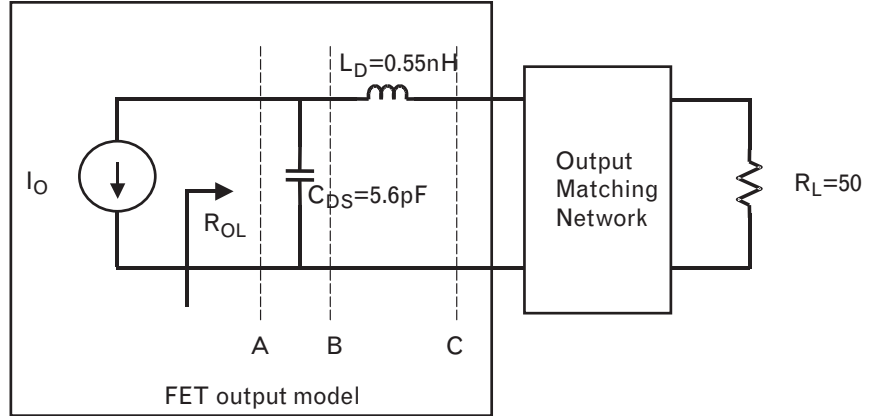 L_D=0.55nH
I_O
C_DS=5.6pF
R_OL
Output
Matching
Network
R_L=50
A
B
C
FET output model